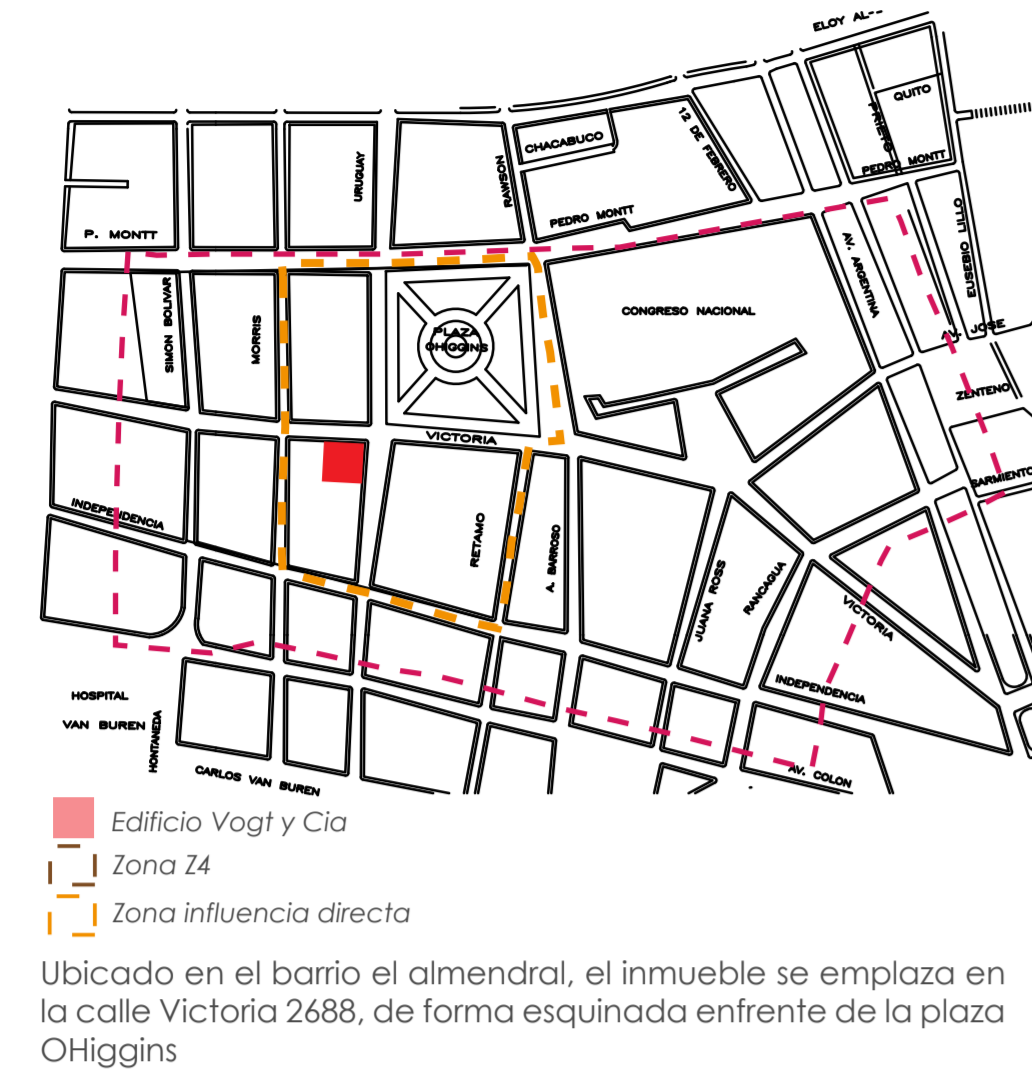 ELOY AL-
QUITO
PRIETO
12 DE FEBRERO
CHACABUCO
PEDRO MONTT
URUGUAY
RAWSON
PEDRO MONTT
P. MONTT
EUSEBIO LILLO
AV. ARGENTINA
SIMON BOLIVAR
MORRIS
PLAZA
OHIGGINS
CONGRESO NACIONAL
AV. JOSE
ZENTENO
VICTORIA
SARMIENTO
INDEPENDENCIA
RETAMO
A. BARROSO
JUANA ROSS
RANCAGUA
VICTORIA
INDEPENDENCIA
HOSPITAL
VAN BUREN
HONTANEDA
CARLOS VAN BUREN
AV. COLON
Edificio Vogt y Cia
Zona Z4
Zona influencia directa
Ubicado en el barrio el almendral, el inmueble se emplaza en
la calle Victoria 2688, de forma esquinada enfrente de la plaza
OHiggins